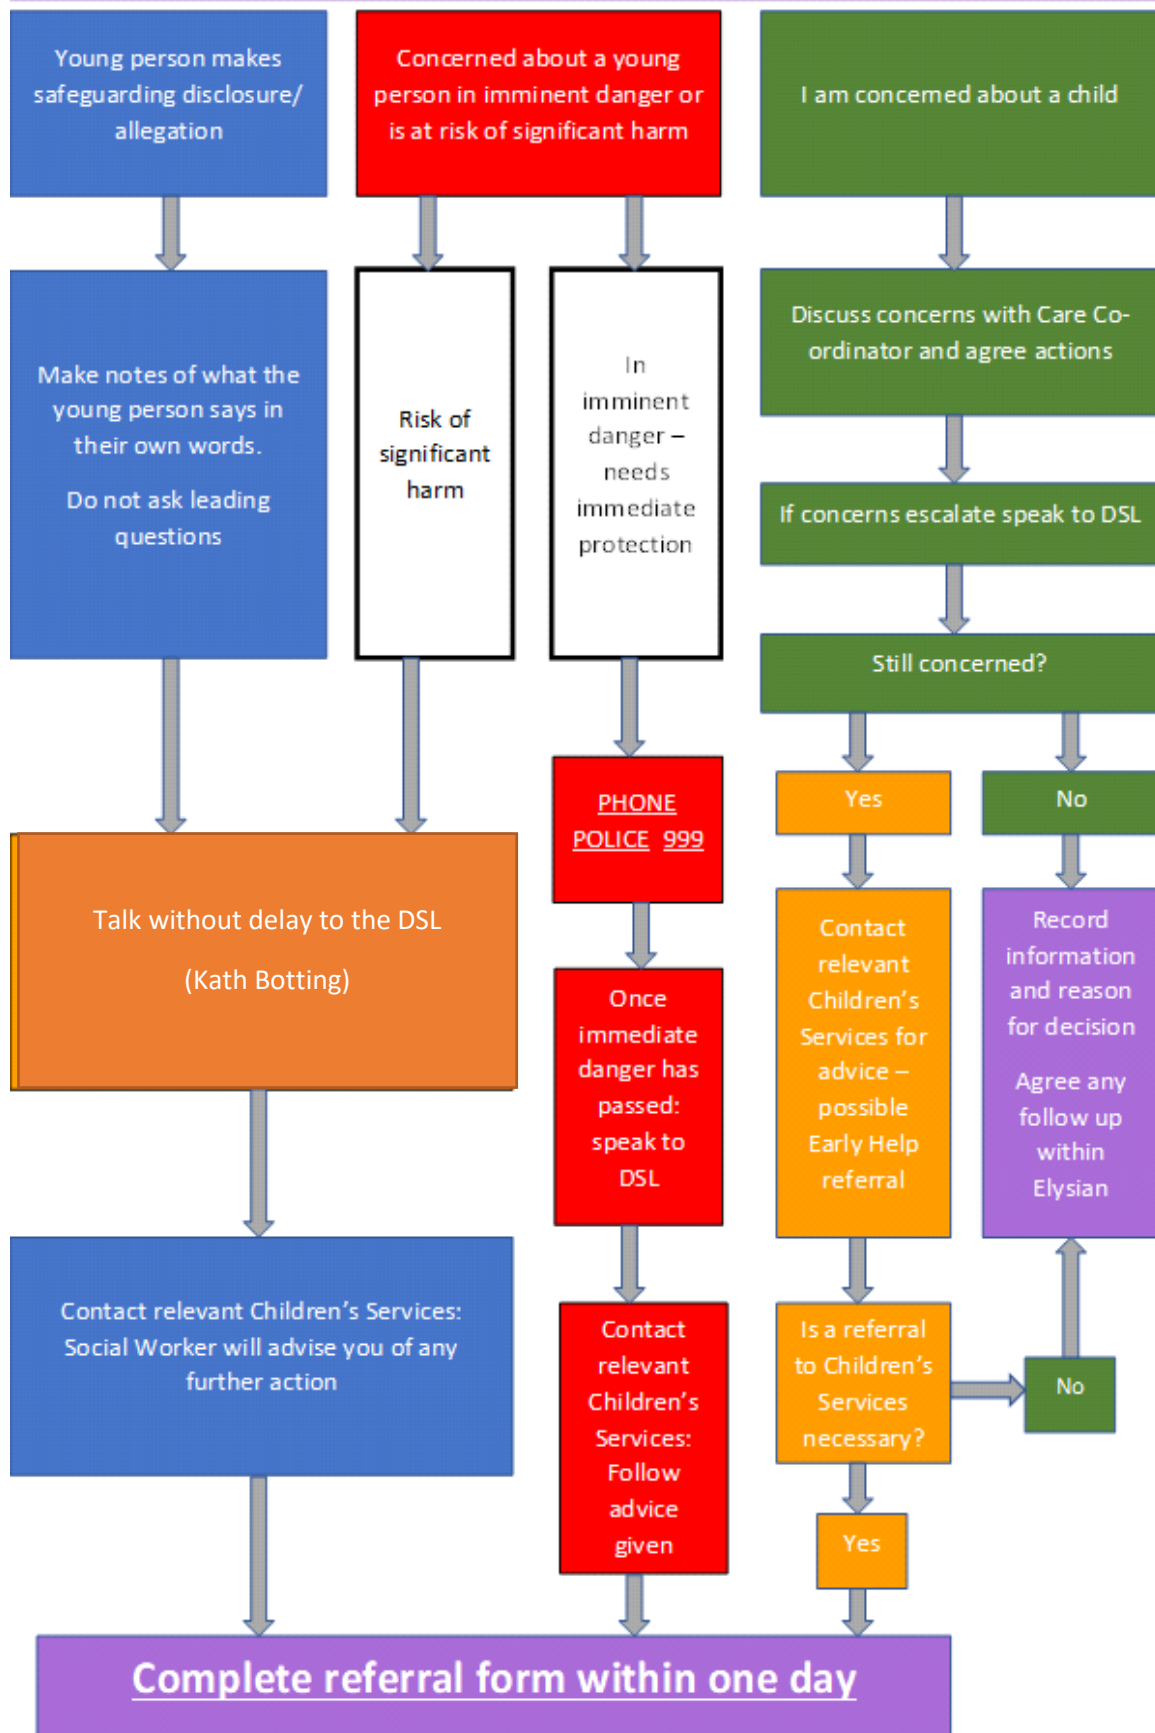 Young person makes
safeguarding disclosure/
allegation
Concerned about a young
person in imminent danger or
is at risk of significant harm
I am concerned about a child
Make notes of what the
young person says in
their own words.
Do not ask leading
questions
Risk of
significant
harm
In
imminent
danger –
needs
immediate
protection
Discuss concerns with Care Co-
ordinator and agree actions
If concerns escalate speak to DSL
Still concerned?
Yes
No
PHONE
POLICE 999
Talk without delay to the DSL
(Kath Botting)
Once
immediate
danger has
passed:
speak to
DSL
Contact
relevant
Children’s
Services for
advice –
possible
Early Help
referral
Record
information
and reason
for decision
Agree any
follow up
within
Elysian
Contact relevant Children’s Services:
Social Worker will advise you of any
further action
Contact
relevant
Children’s
Services:
Follow
advice
given
Is a referral
to Children’s
Services
necessary?
No
Yes
Complete referral form within one day